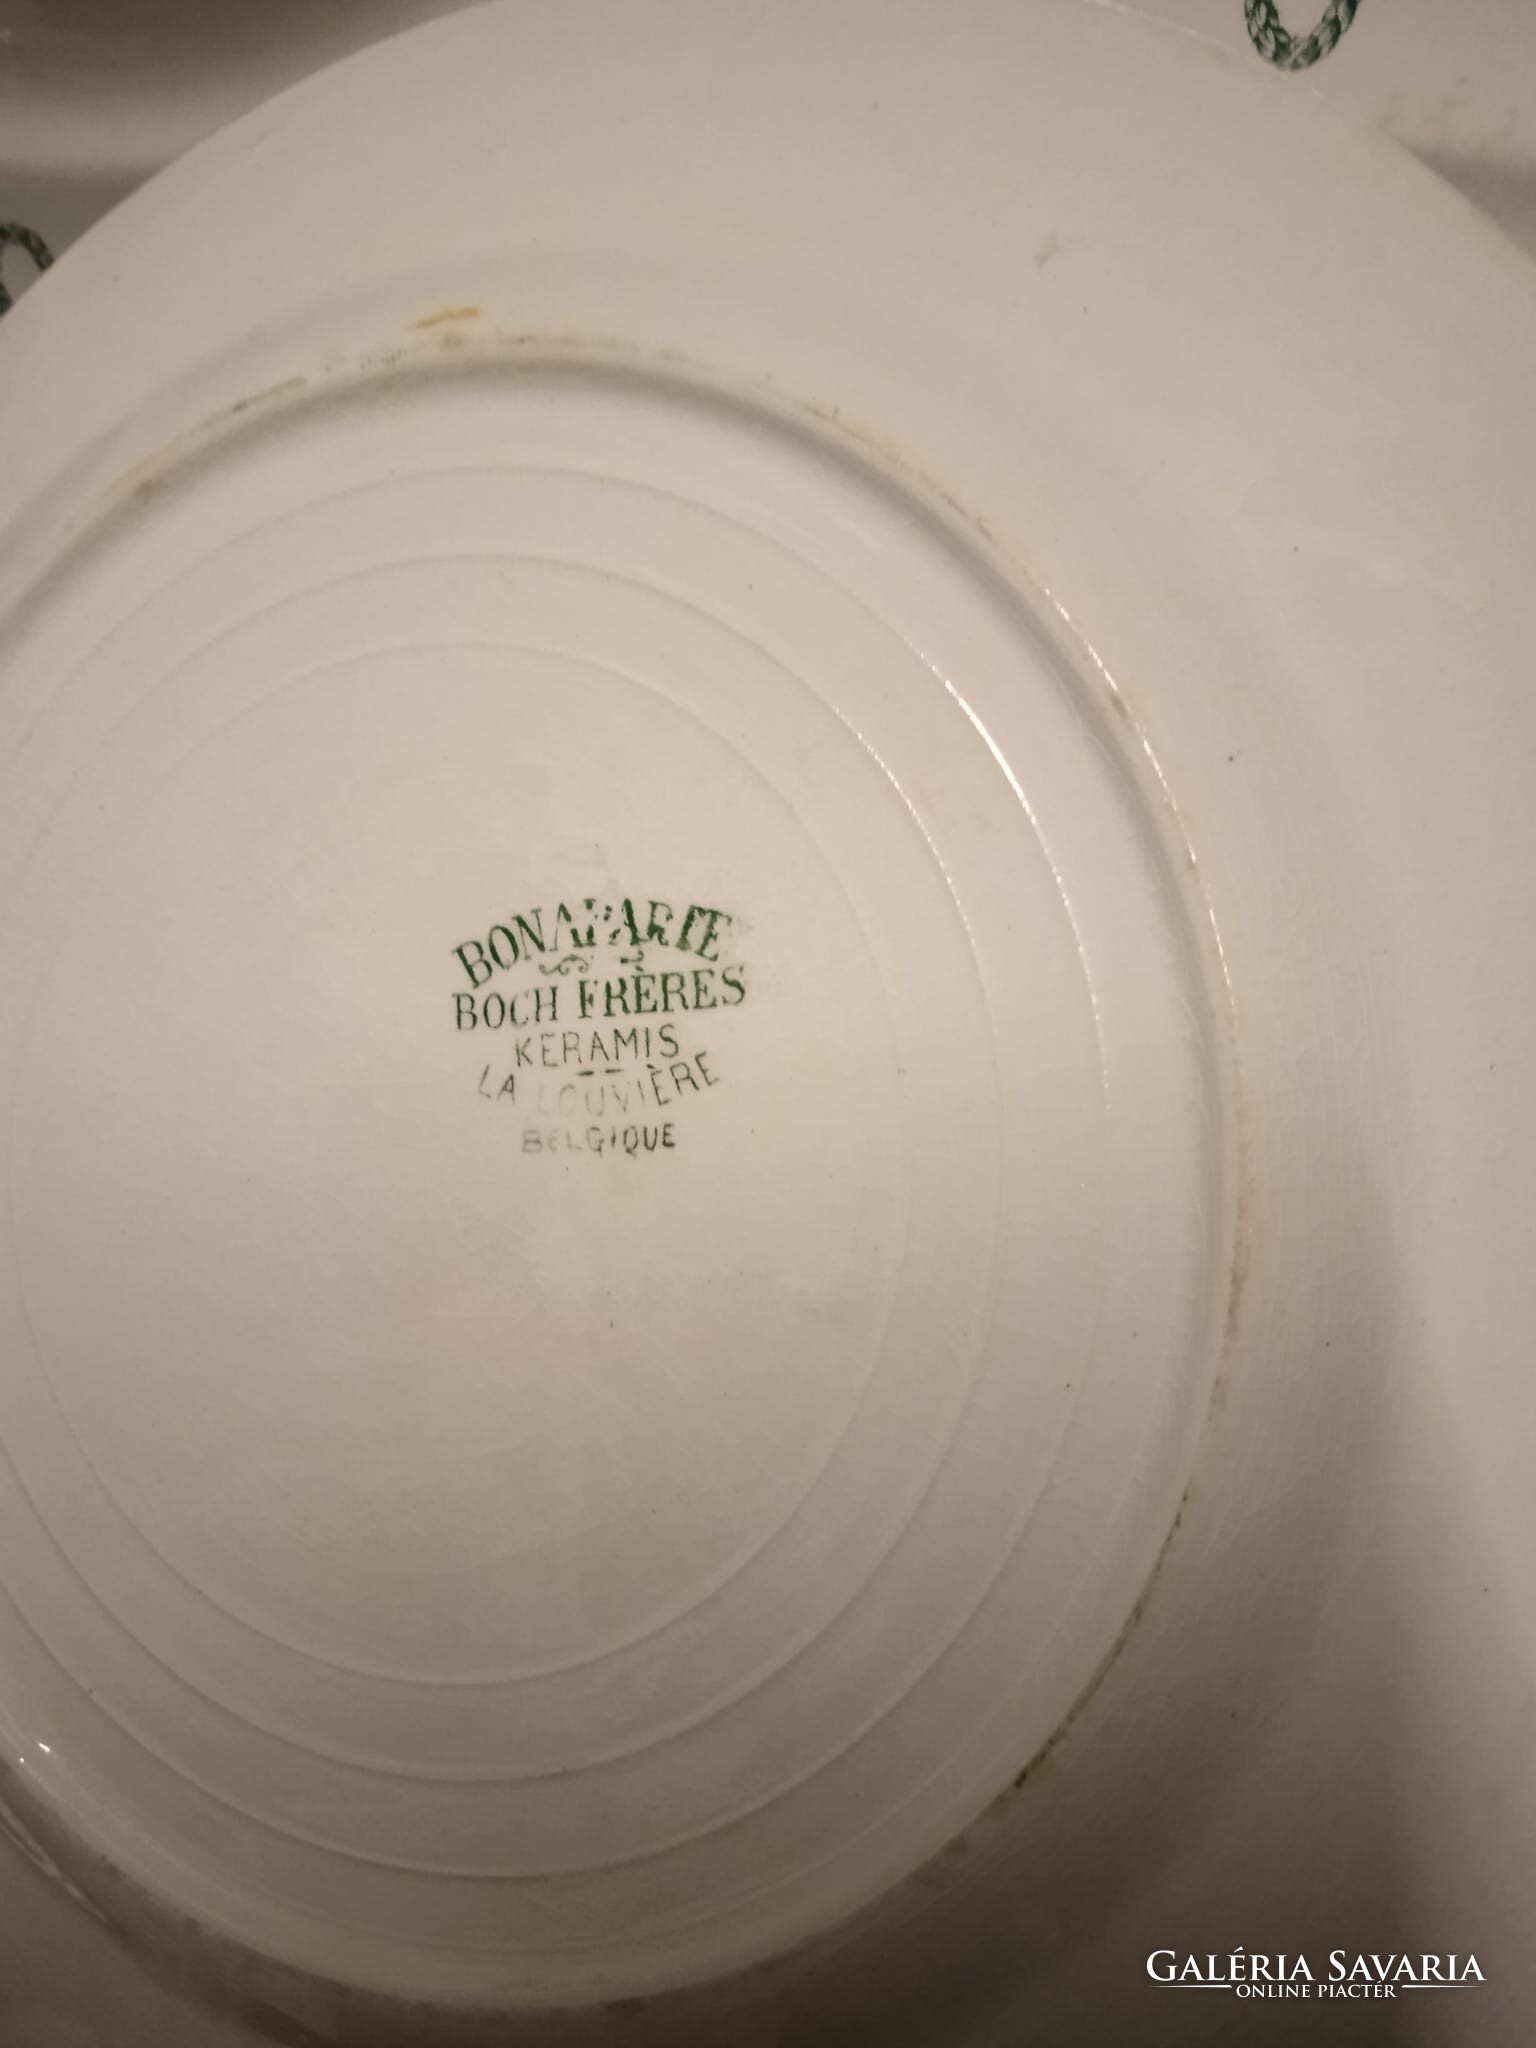 BONAPARTE
BOCH FRÈRES
KERAMIS
LA LOUVIÈRE
BELGIQUE
GALÉRIA SAVARIA
ONLINE PIACTÉR